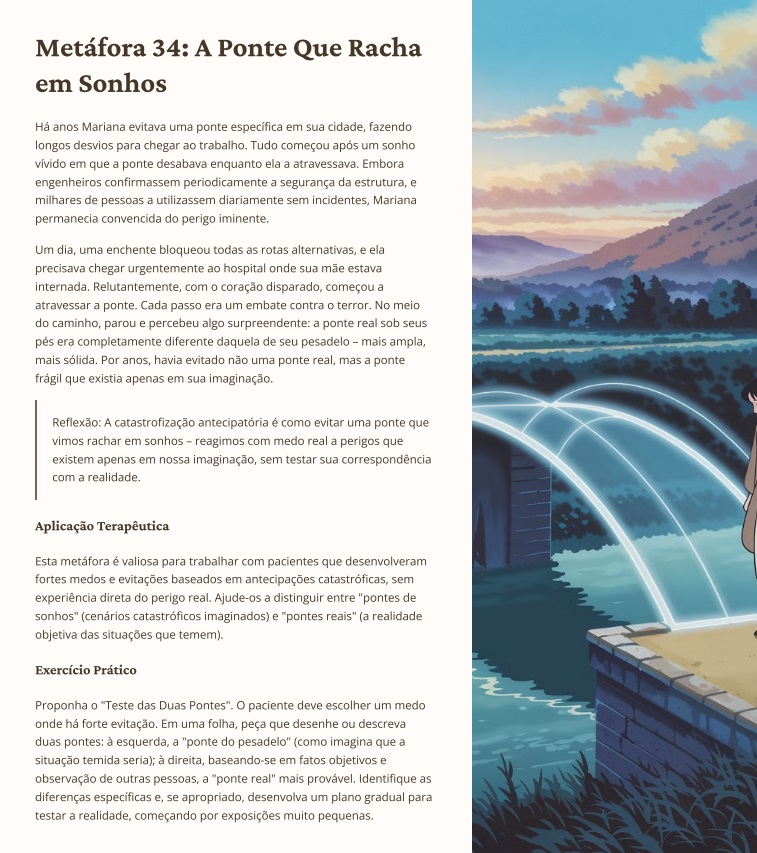 Metáfora 34: A Ponte Que Racha
em Sonhos
Há anos Mariana evitava uma ponte específica em sua cidade, fazendo
longos desvios para chegar ao trabalho. Tudo começou após um sonho
vívido em que a ponte desabava enquanto ela a atravessava. Embora
engenheiros confirmassem periodicamente a segurança da estrutura, e
milhares de pessoas a utilizassem diariamente sem incidentes, Mariana
permanecia convencida do perigo iminente.
Um dia, uma enchente bloqueou todas as rotas alternativas, e ela
precisava chegar urgentemente ao hospital onde sua mãe estava
internada. Relutantemente, com o coração disparado, começou a
atravessar a ponte. Cada passo era um embate contra o terror. No meio
do caminho, parou e percebeu algo surpreendente: a ponte real sob seus
pés era completamente diferente daquela de seu pesadelo – mais ampla,
mais sólida. Por anos, havia evitado não uma ponte real, mas a ponte
frágil que existia apenas em sua imaginação.
Reflexão: A catastrofização antecipatória é como evitar uma ponte que
vimos rachar em sonhos – reagimos com medo real a perigos que
existem apenas em nossa imaginação, sem testar sua correspondência
com a realidade.
Aplicação Terapêutica
Esta metáfora é valiosa para trabalhar com pacientes que desenvolveram
fortes medos e evitações baseados em antecipações catastróficas, sem
experiência direta do perigo real. Ajude-os a distinguir entre "pontes de
sonhos" (cenários catastróficos imaginados) e "pontes reais" (a realidade
objetiva das situações que temem).
Exercício Prático
Proponha o "Teste das Duas Pontes". O paciente deve escolher um medo
onde há forte evitação. Em uma folha, peça que desenhe ou descreva
duas pontes: à esquerda, a "ponte do pesadelo" (como imagina que a
situação temida seria); à direita, baseando-se em fatos objetivos e
observação de outras pessoas, a "ponte real" mais provável. Identifique as
diferenças específicas e, se apropriado, desenvolva um plano gradual para
testar a realidade, começando por exposições muito pequenas.